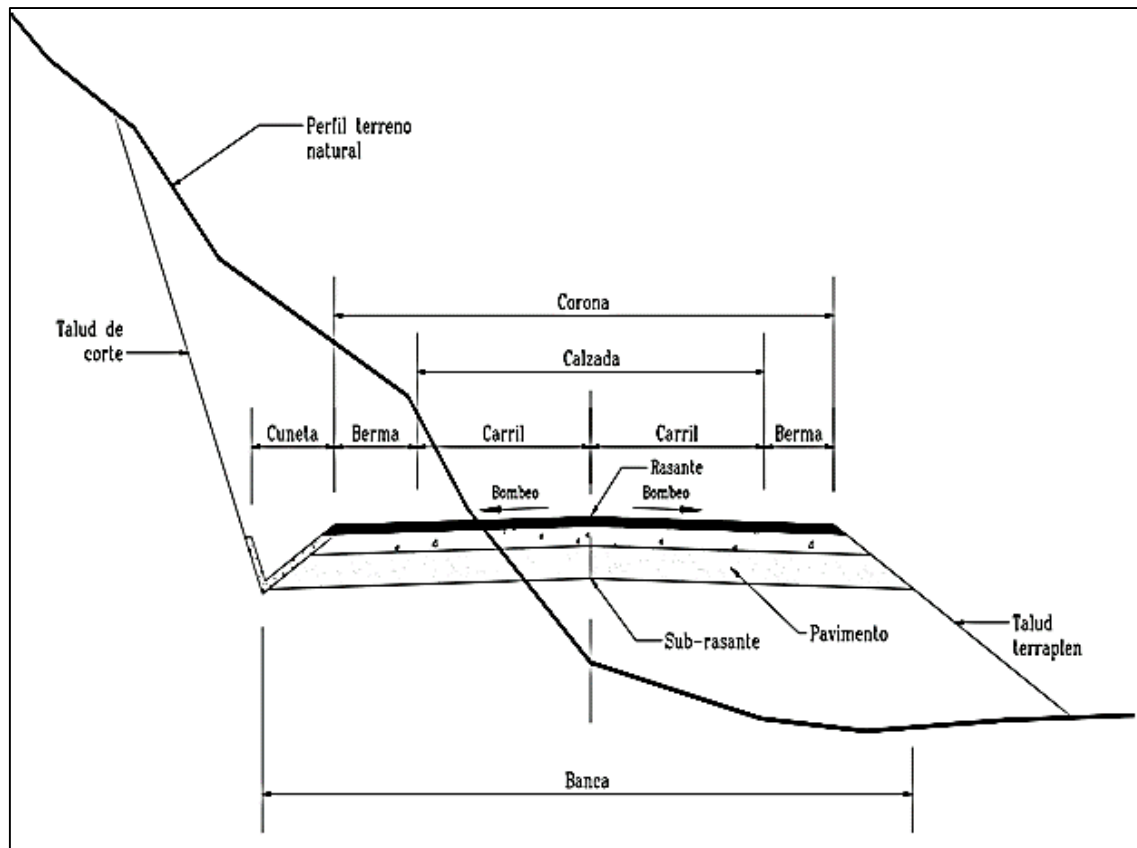 Perfil terreno
natural
Corona
Talud de
corte
Calzada
Cuneta
Berma
Carril
Carril
Berma
Rasante
Bombeo
Bombeo
Sub-rasante
Pavimento
Talud
terraplen
Banca